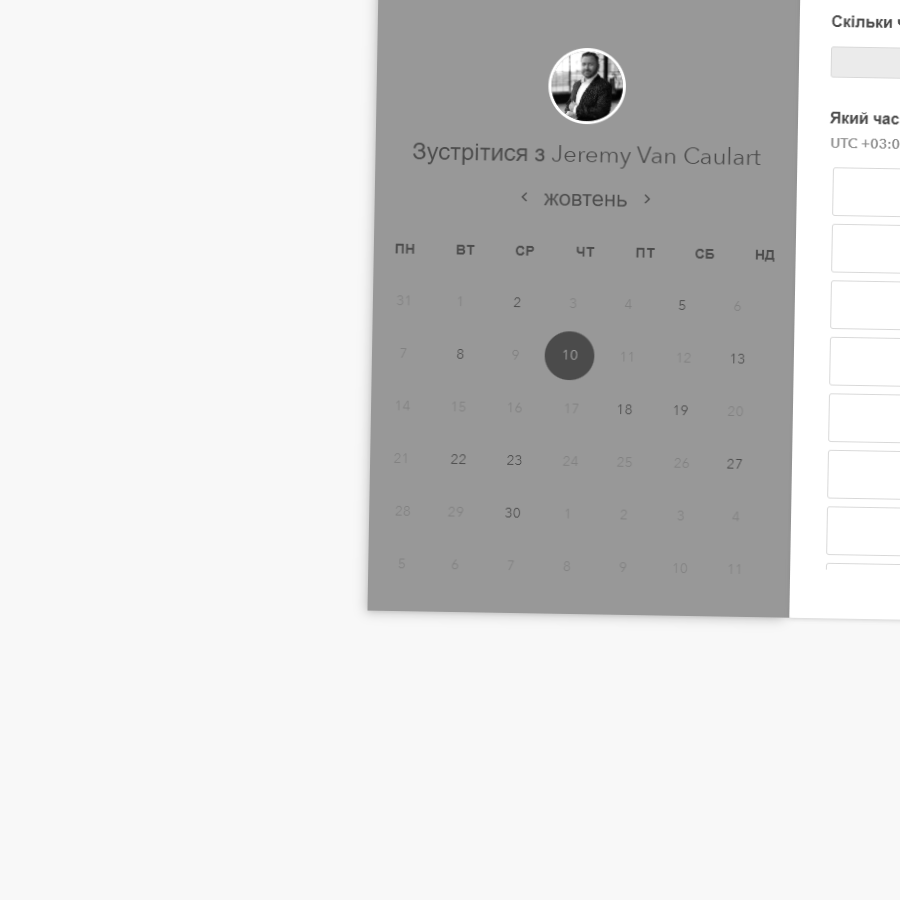 Зустрітися з Jeremy Van Caulart
жовтень
ПН ВТ СР ЧТ ПТ СБ НД
31 1 2 3 4 5 6
7 8 9 10 11 12 13
14 15 16 17 18 19 20
21 22 23 24 25 26 27
28 29 30 1 2 3 4
5 6 7 8 9 10 11
Скільки
Який час
UTC +03:0